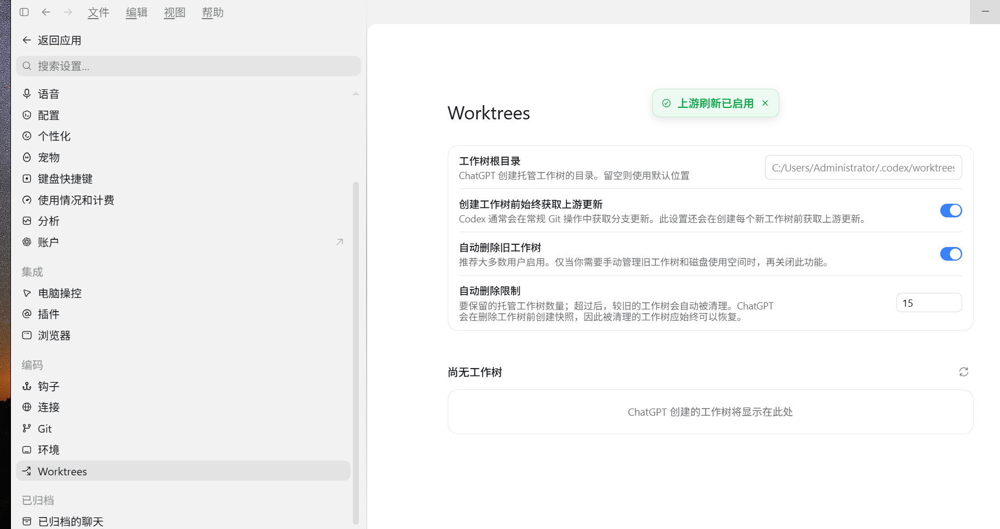 文件 编辑 视图 帮助
返回应用
搜索设置...
语音
配置
个性化
宠物
键盘快捷键
使用情况和计费
分析
账户
集成
电脑操控
插件
浏览器
编码
钩子
连接
Git
环境
Worktrees
已归档
已归档的聊天
上游刷新已启用
Worktrees
工作树根目录
ChatGPT 创建托管工作树的目录。留空则使用默认位置
C:/Users/Administrator/.codex/worktrees
创建工作树前始终获取上游更新
Codex 通常会在常规 Git 操作中获取分支更新。此设置还会在创建每个新工作树前获取上游更新。
自动删除旧工作树
推荐大多数用户启用。仅当你需要手动管理旧工作树和磁盘使用空间时，再关闭此功能。
自动删除限制
要保留的托管工作树数量；超过后，较旧的工作树会自动被清理。ChatGPT
会在删除工作树前创建快照，因此被清理的工作树应始终可以恢复。
15
尚无工作树
ChatGPT 创建的工作树将显示在此处